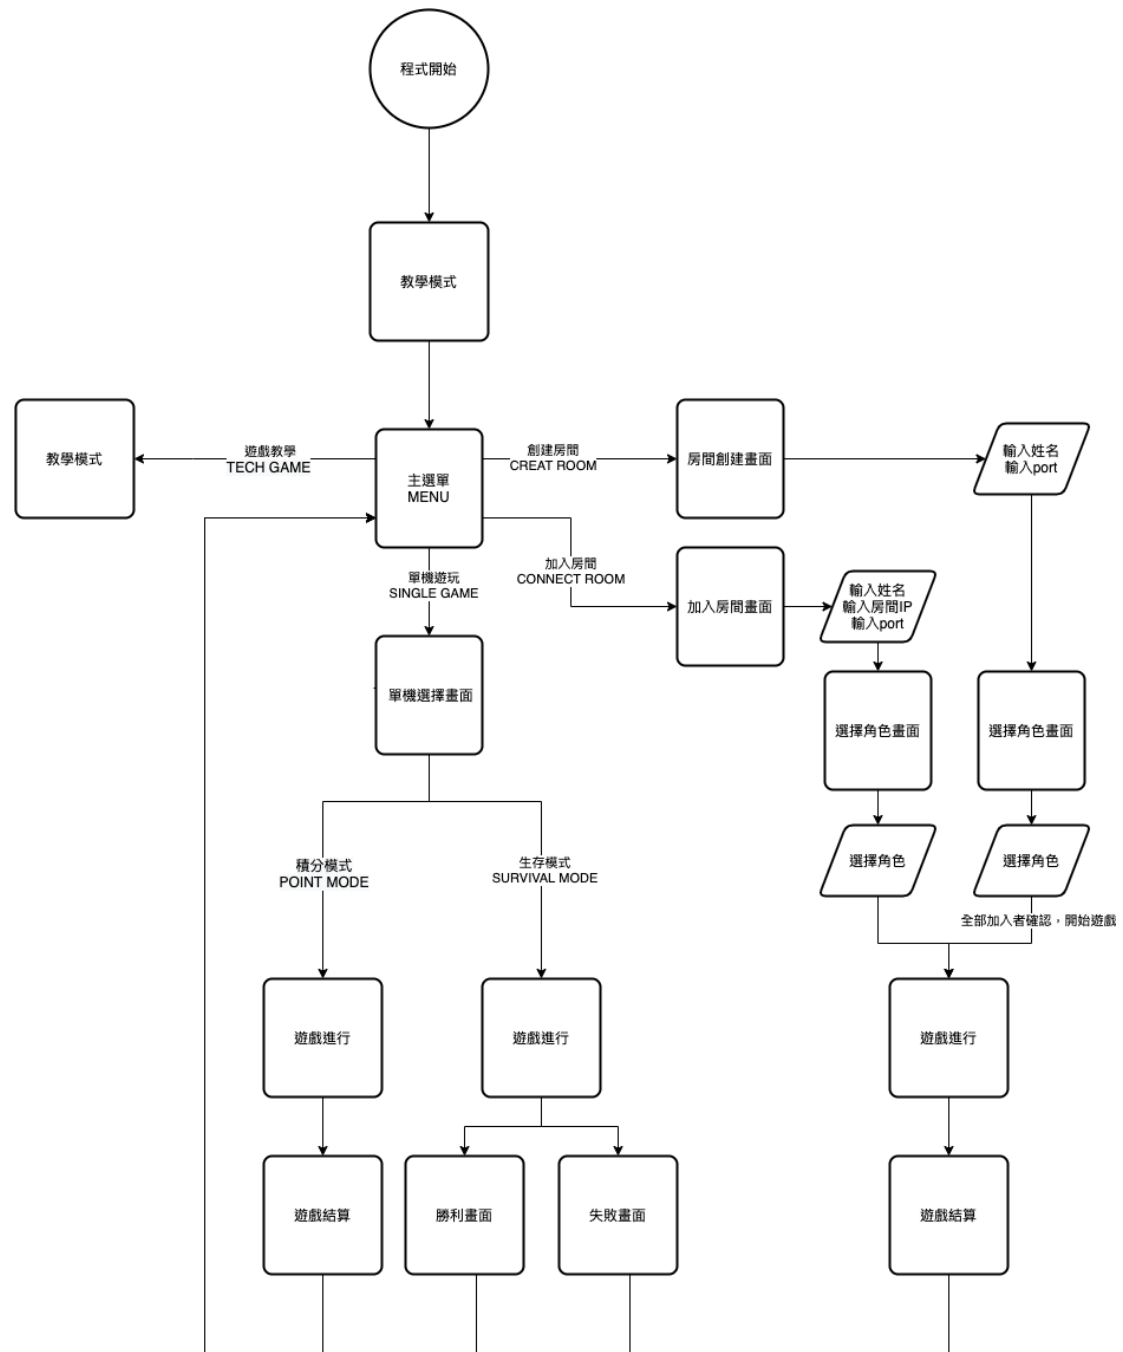 程式開始
教學模式
教學模式
遊戲教學
TECH GAME
主選單
MENU
創建房間
CREAT ROOM
房間創建畫面
輸入姓名
輸入port
加入房間
CONNECT ROOM
加入房間畫面
輸入姓名
輸入房間IP
輸入port
單機遊玩
SINGLE GAME
單機選擇畫面
選擇角色畫面
選擇角色畫面
積分模式
POINT MODE
生存模式
SURVIVAL MODE
選擇角色
選擇角色
全部加入者確認，開始遊戲
遊戲進行
遊戲進行
遊戲進行
遊戲結算
勝利畫面
失敗畫面
遊戲結算